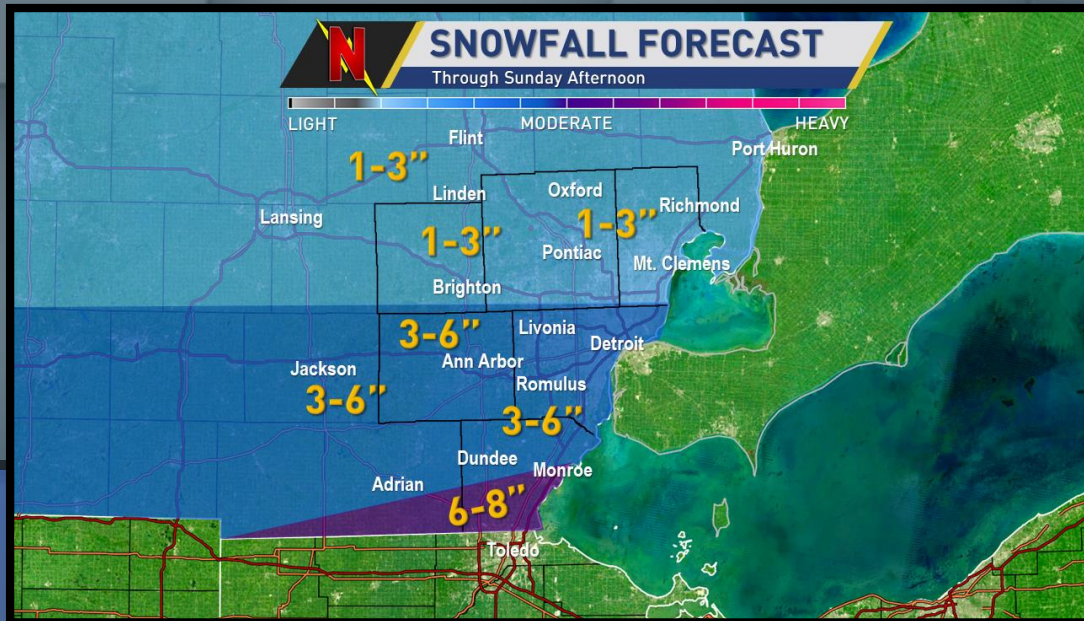 N
SNOWFALL FORECAST
Through Sunday Afternoon
LIGHT MODERATE HEAVY
Flint
Port Huron
1-3”
Linden
Oxford
Richmond
Lansing
1-3”
1-3”
Pontiac
Mt. Clemens
Brighton
3-6”
Livonia
Detroit
Ann Arbor
Jackson
Romulus
3-6”
3-6”
Dundee
Monroe
Adrian
6-8”
Toledo